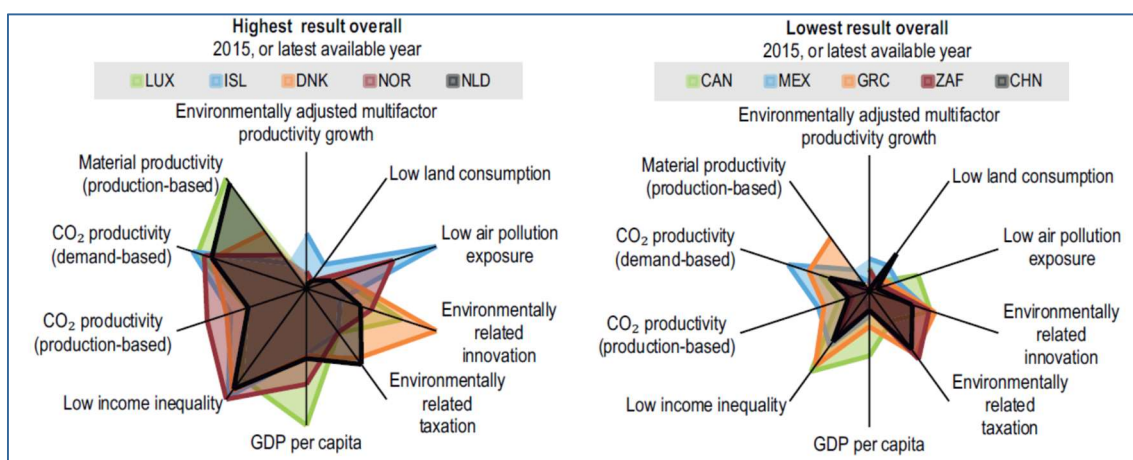 Highest result overall
2015, or latest available year
LUX ISL DNK NOR NLD
Environmentally adjusted multifactor
productivity growth
Material productivity
(production-based)
Low land consumption
CO₂ productivity
(demand-based)
Low air pollution
exposure
CO₂ productivity
(production-based)
Environmentally
related
innovation
Low income inequality
Environmentally
related
taxation
GDP per capita
Lowest result overall
2015, or latest available year
CAN MEX GRC ZAF CHN
Environmentally adjusted multifactor
productivity growth
Material productivity
(production-based)
Low land consumption
CO₂ productivity
(demand-based)
Low air pollution
exposure
CO₂ productivity
(production-based)
Environmentally
related
innovation
Low income inequality
Environmentally
related
taxation
GDP per capita